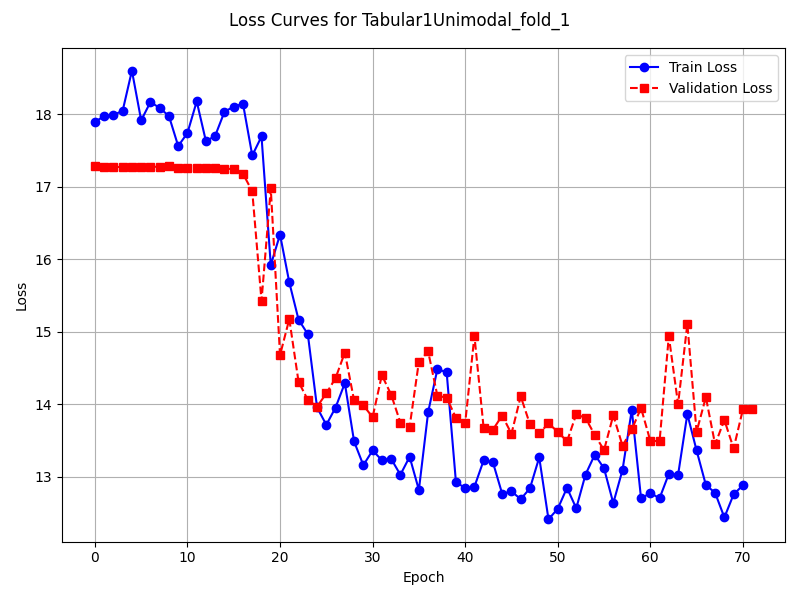 Loss Curves for Tabular1Unimodal_fold_1
Train Loss
Validation Loss
Loss
18
17
16
15
14
13
0 10 20 30 40 50 60 70
Epoch